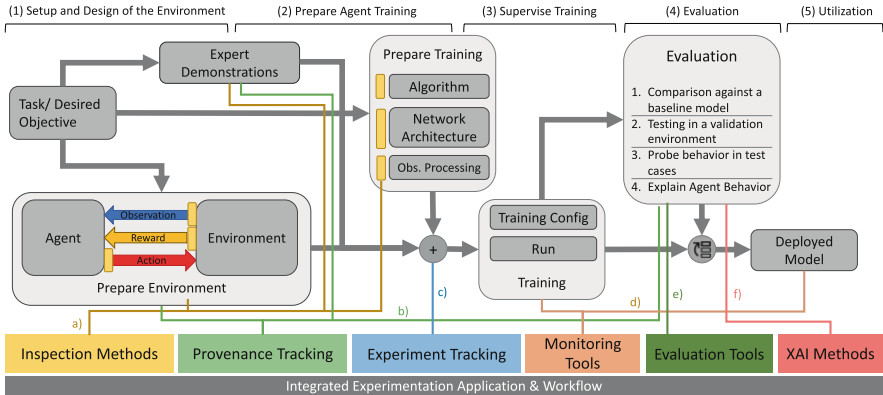 (1) Setup and Design of the Environment
(2) Prepare Agent Training
(3) Supervise Training
(4) Evaluation
(5) Utilization
Expert
Demonstrations
Task/ Desired
Objective
Prepare Training
Algorithm
Network
Architecture
Obs. Processing
Evaluation
1. Comparison against a
baseline model
2. Testing in a validation
environment
3. Probe behavior in test
cases
4. Explain Agent Behavior
Agent
Observation
Reward
Action
Environment
Prepare Environment
+
Training Config
Run
Training
Deployed
Model
a)
b)
c)
d)
e)
f)
Inspection Methods
Provenance Tracking
Experiment Tracking
Monitoring
Tools
Evaluation Tools
XAI Methods
Integrated Experimentation Application & Workflow